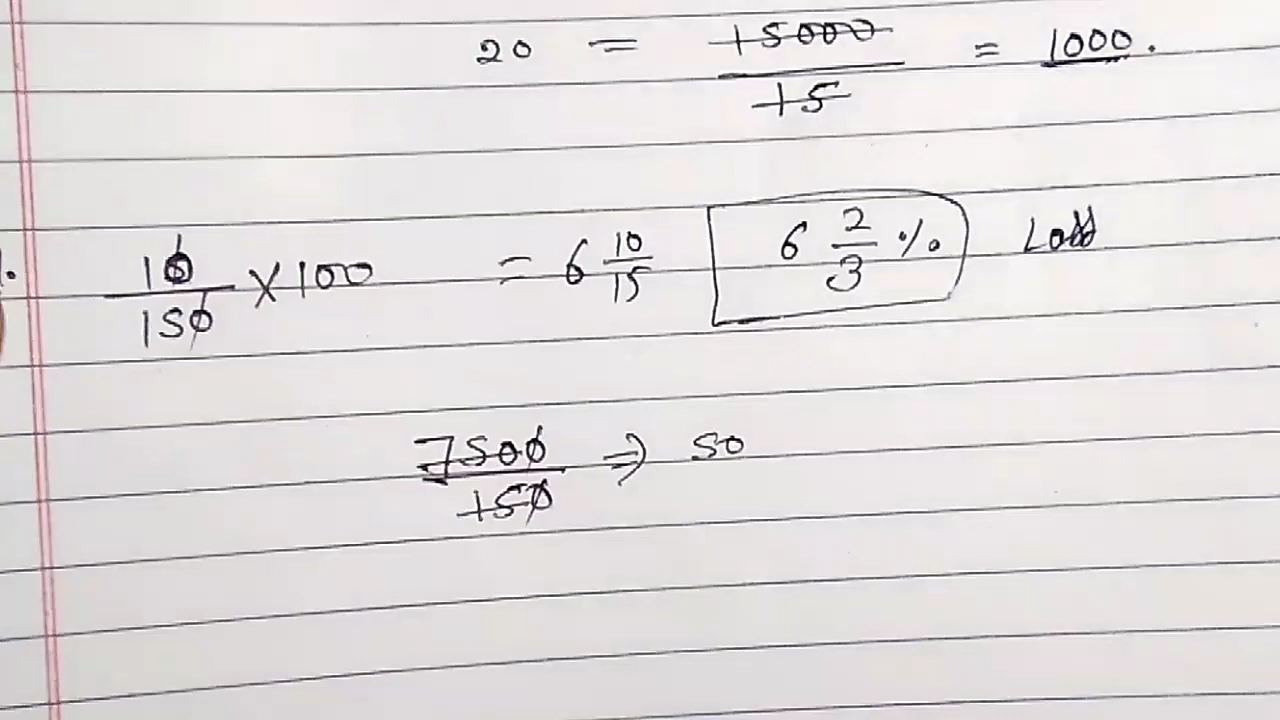 20 = 15000/15 = 1000.
10/150 × 100 = 6 10/15 6 2/3 % Loss
7500/150 ⇒ 50